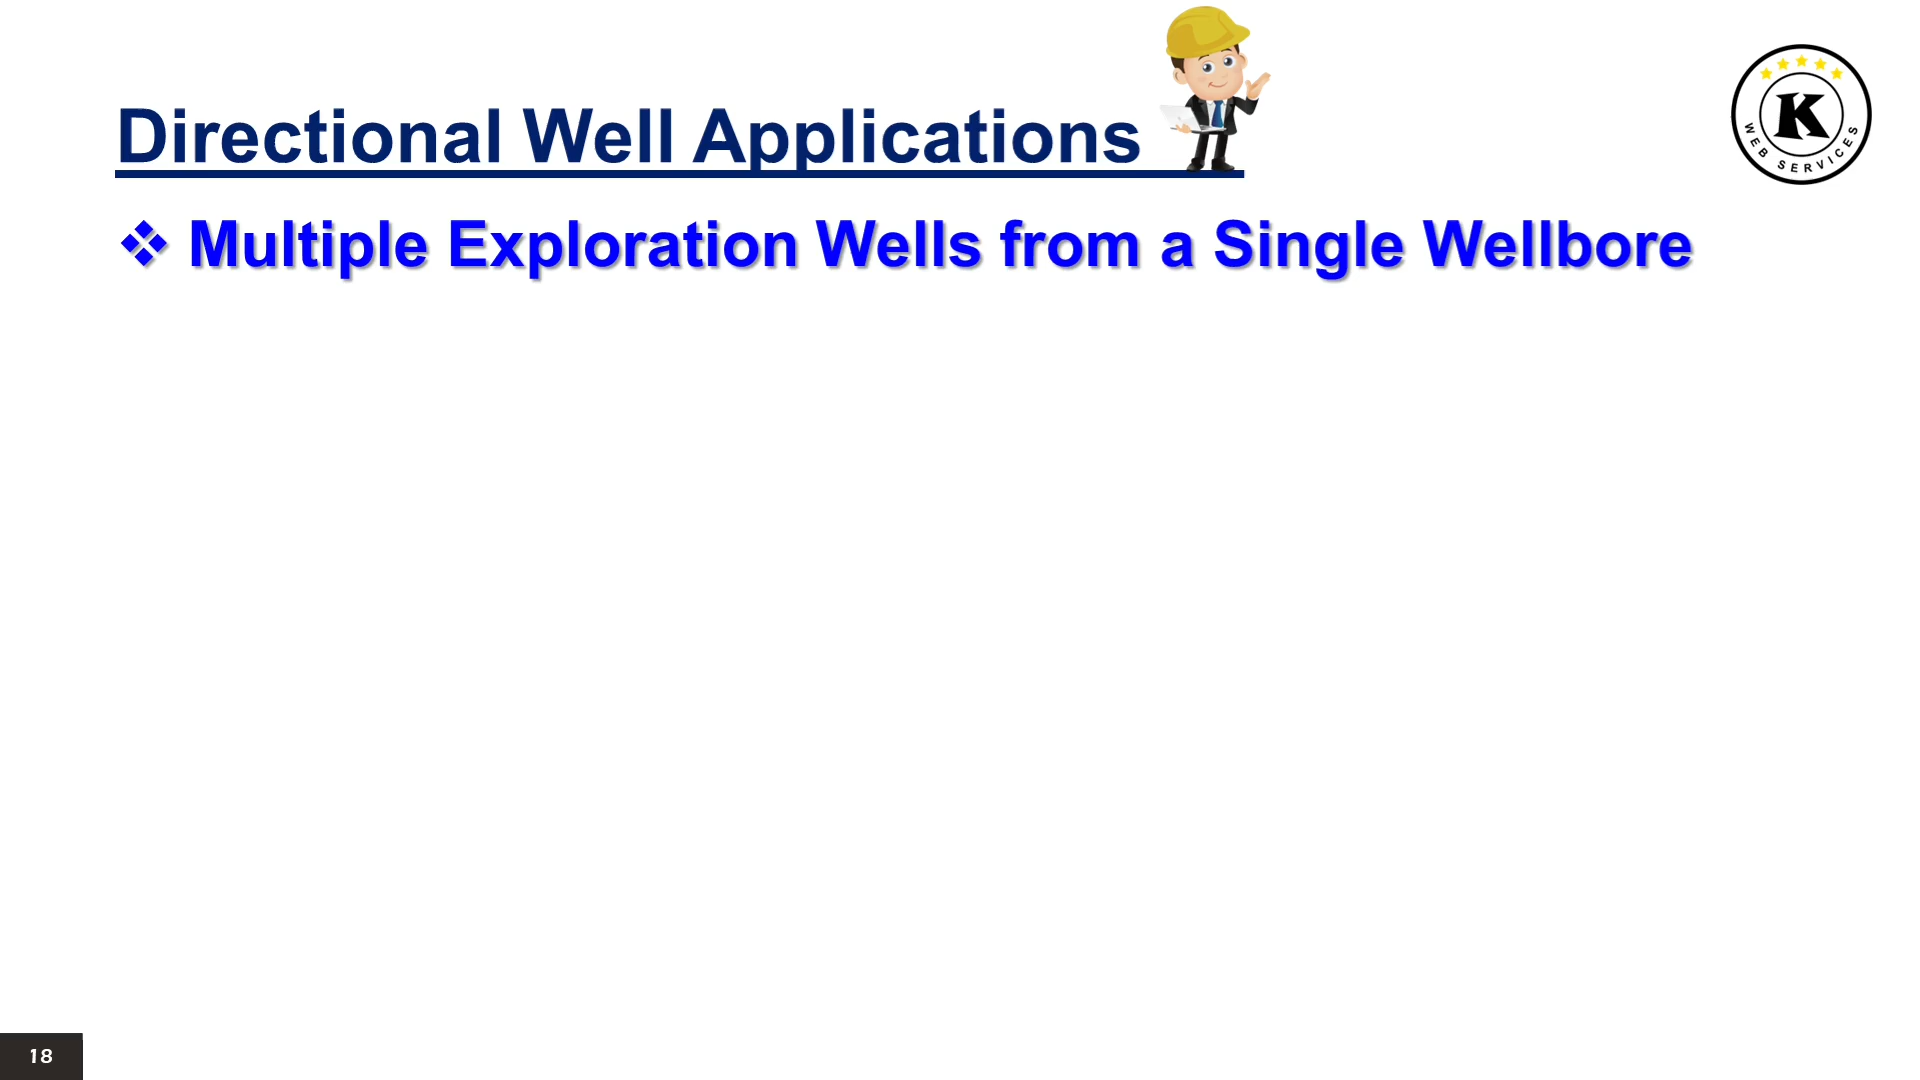 Directional Well Applications
K
WEB SERVICES
❖ Multiple Exploration Wells from a Single Wellbore
18